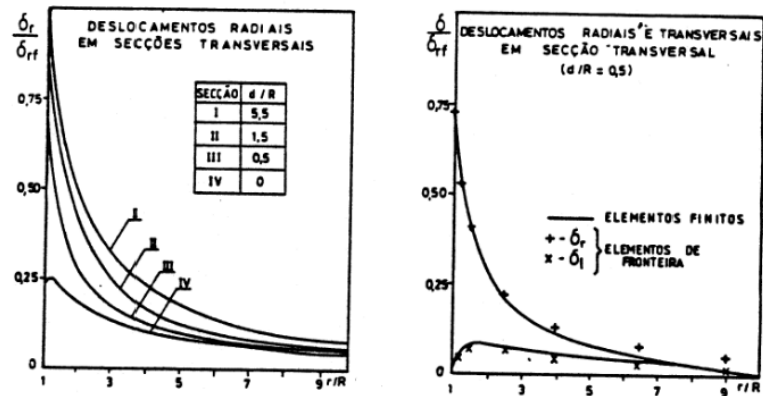 δr
δrf
DESLOCAMENTOS RADIAIS
EM SECÇÕES TRANSVERSAIS
SECÇÃO d/R
I 5,5
II 1,5
III 0,5
IV 0
0,75
0,50
0,25
0
I
II
III
IV
1 3 5 7 9 r/R
δ
δrf
DESLOCAMENTOS RADIAIS E TRANSVERSAIS
EM SECÇÃO TRANSVERSAL
(d/R = 0,5)
0,75
0,50
0,25
0
ELEMENTOS FINITOS
+ - δr
x - δl
ELEMENTOS DE
FRONTEIRA
1 3 5 7 9 r/R